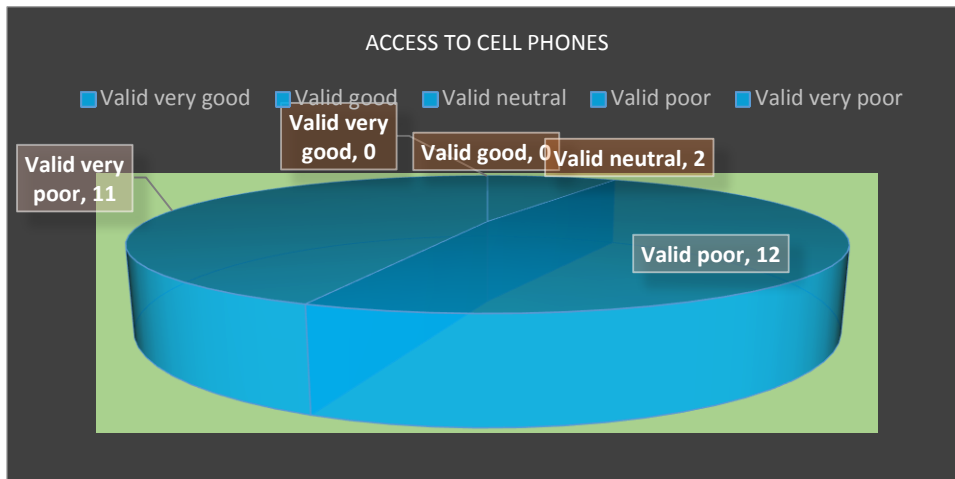 ACCESS TO CELL PHONES
Valid very good Valid good Valid neutral Valid poor Valid very poor
Valid very
good, 0
Valid good, 0
Valid neutral, 2
Valid very
poor, 11
Valid poor, 12